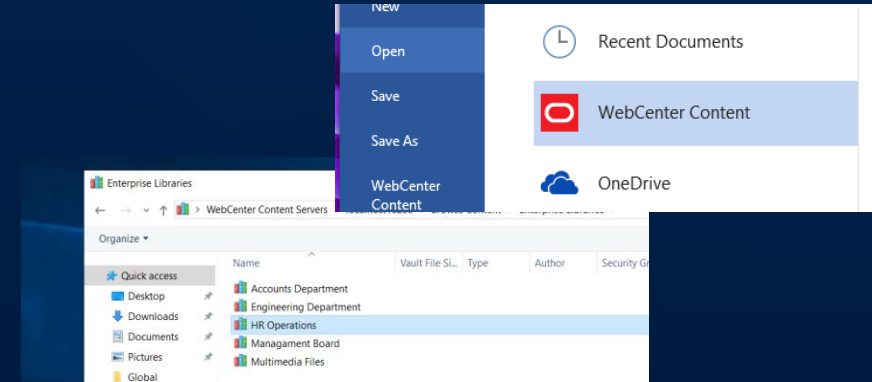 New
Open
Save
Save As
WebCenter
Content
Recent Documents
WebCenter Content
OneDrive
Enterprise Libraries
WebCenter Content Servers
Organize
Name
Vault File Si...
Type
Author
Security Gr
Quick access
Desktop
Downloads
Documents
Pictures
Global
Accounts Department
Engineering Department
HR Operations
Managament Board
Multimedia Files